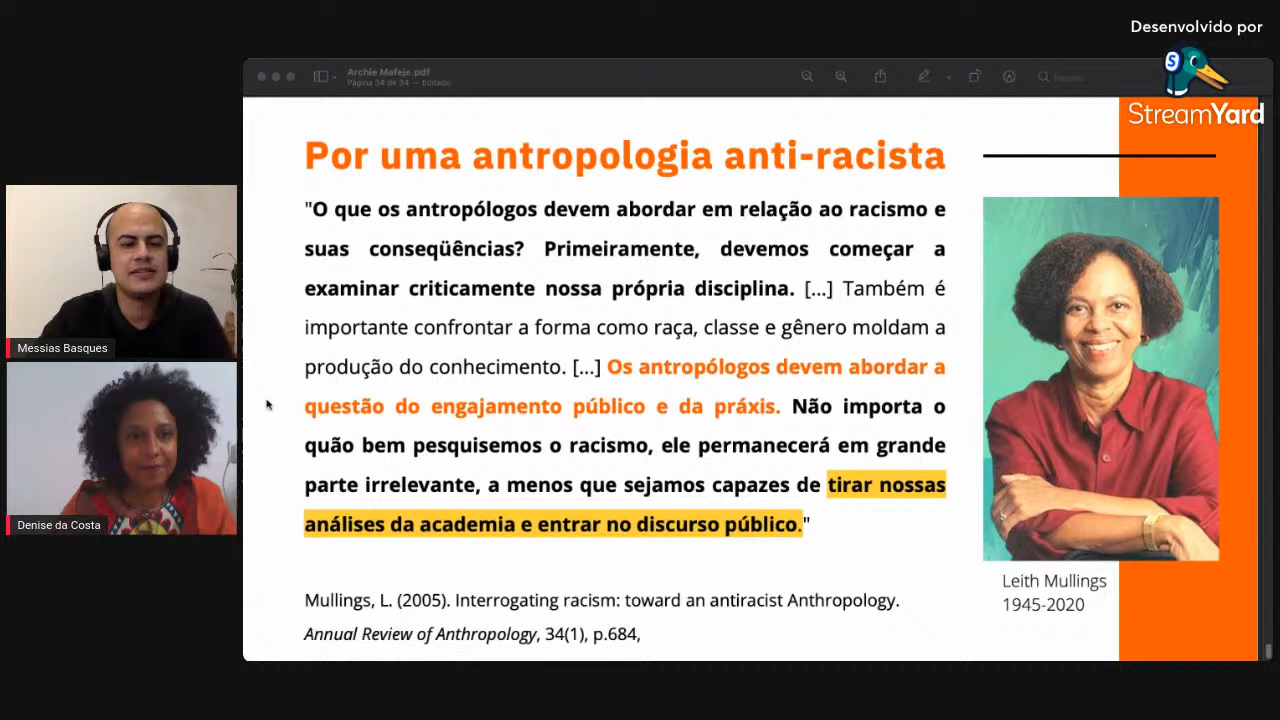 Desenvolvido por
StreamYard
Archie Mafeje.pdf
Página 34 de 34 — Editado
Por uma antropologia anti-racista
"O que os antropólogos devem abordar em relação ao racismo e
suas conseqüências? Primeiramente, devemos começar a
examinar criticamente nossa própria disciplina. [...] Também é
importante confrontar a forma como raça, classe e gênero moldam a
produção do conhecimento. [...] Os antropólogos devem abordar a
questão do engajamento público e da práxis. Não importa o
quão bem pesquisemos o racismo, ele permanecerá em grande
parte irrelevante, a menos que sejamos capazes de tirar nossas
análises da academia e entrar no discurso público."
Mullings, L. (2005). Interrogating racism: toward an antiracist Anthropology.
Annual Review of Anthropology, 34(1), p.684,
Leith Mullings
1945-2020
Messias Basques
Denise da Costa